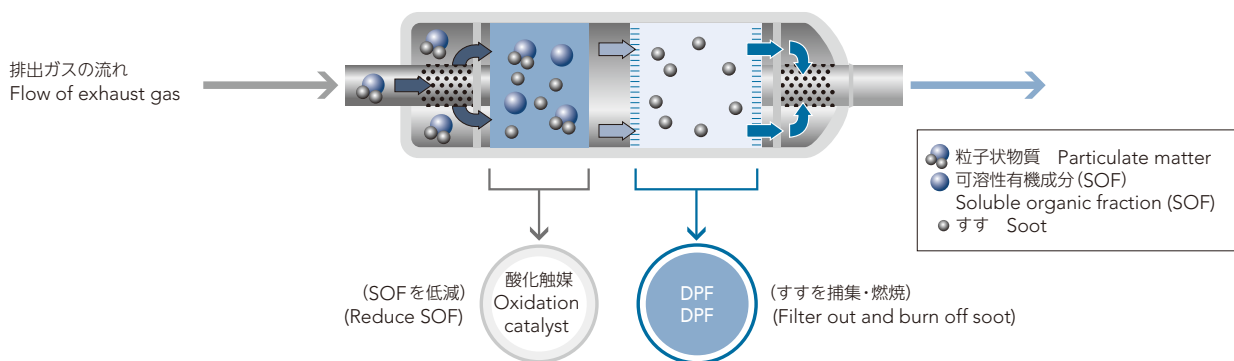 排出ガスの流れ
Flow of exhaust gas
粒子状物質 Particulate matter
可溶性有機成分(SOF)
Soluble organic fraction (SOF)
すす Soot
(SOFを低減)
(Reduce SOF)
酸化触媒
Oxidation
catalyst
DPF
DPF
(すすを捕集・燃焼)
(Filter out and burn off soot)